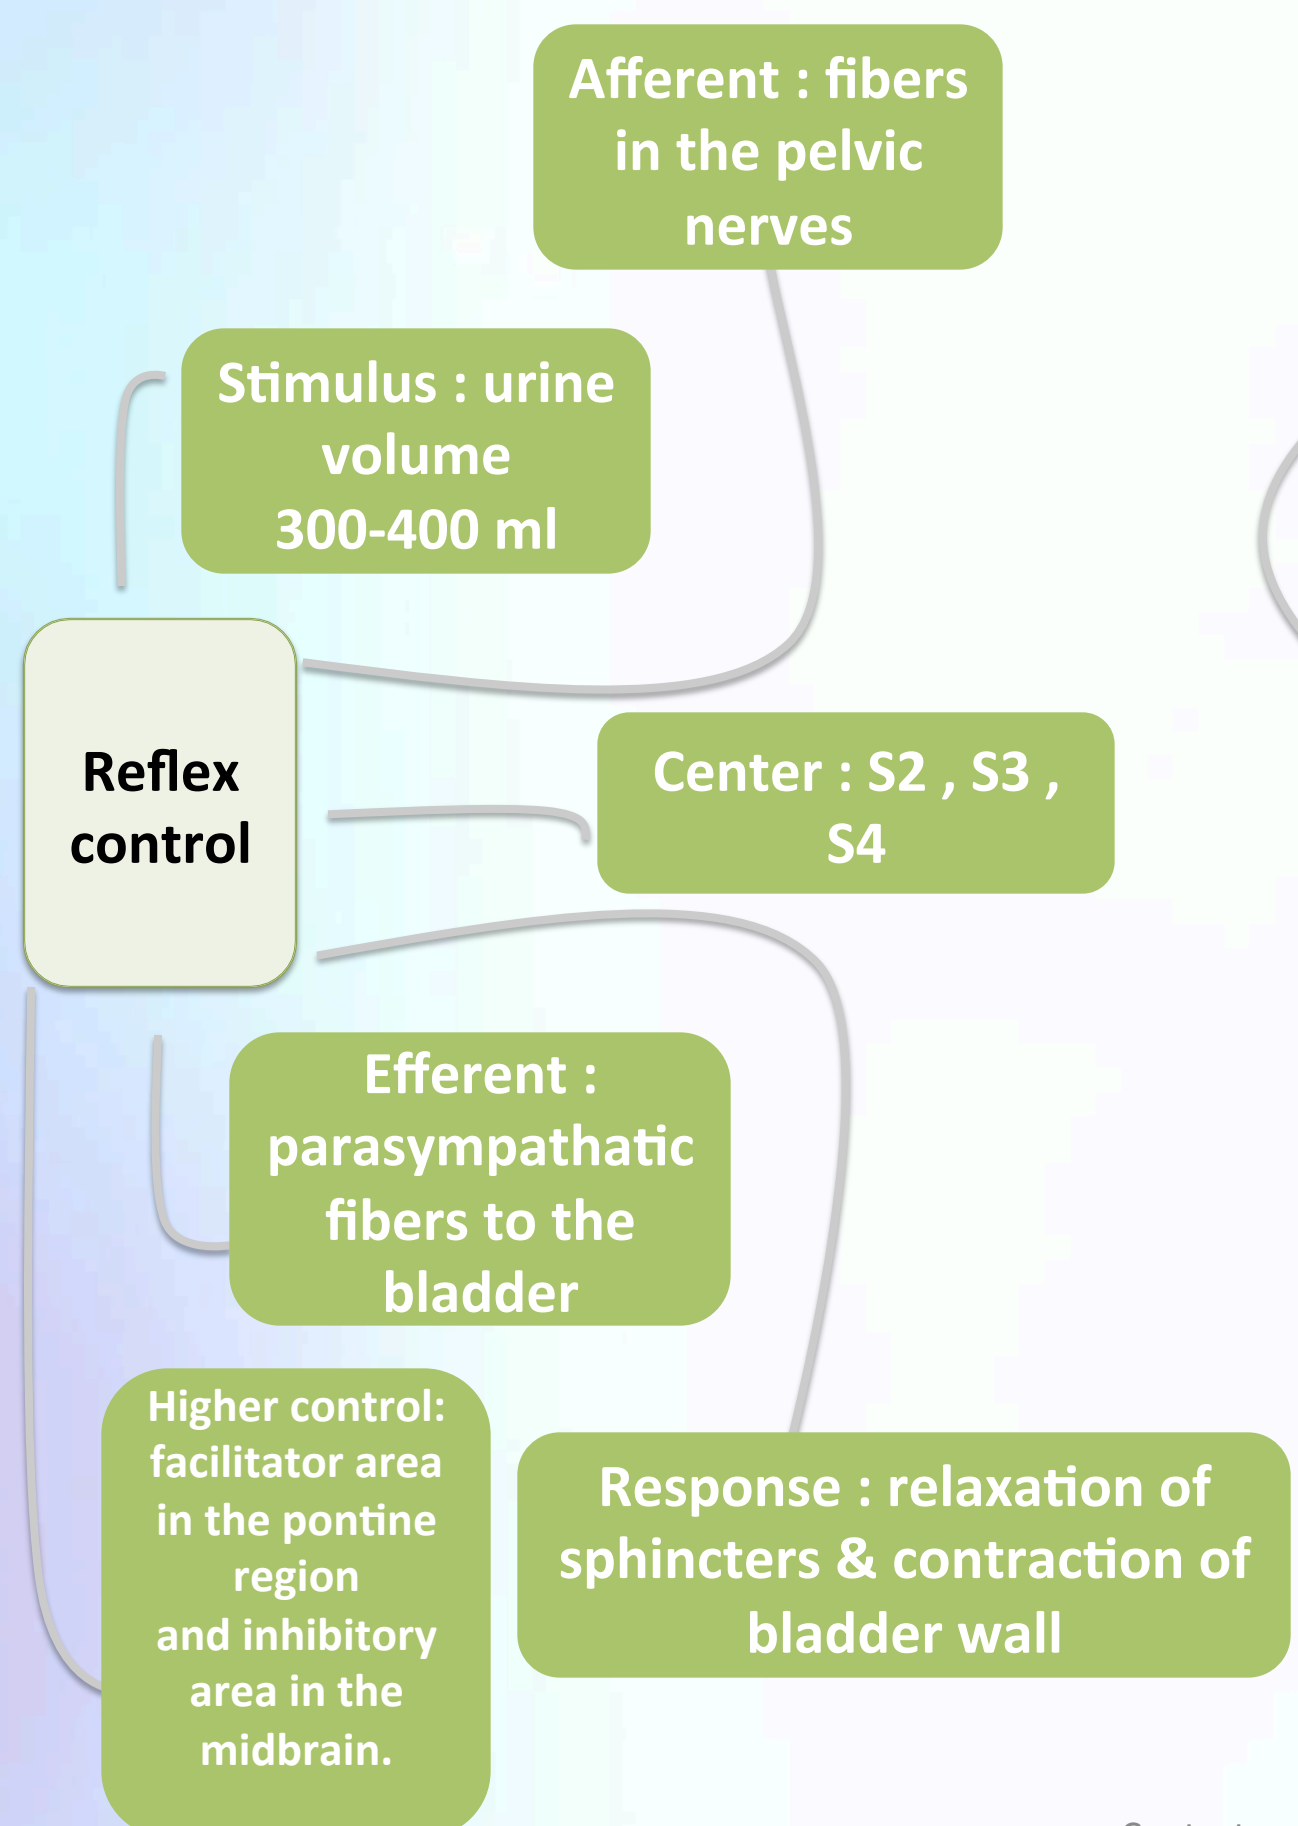 Afferent : fibers
in the pelvic
nerves
Stimulus : urine
volume
300-400 ml
Reflex
control
Center : S2 , S3 ,
S4
Efferent :
parasympathatic
fibers to the
bladder
Higher control:
facilitator area
in the pontine
region
and inhibitory
area in the
midbrain.
Response : relaxation of
sphincters & contraction of
bladder wall